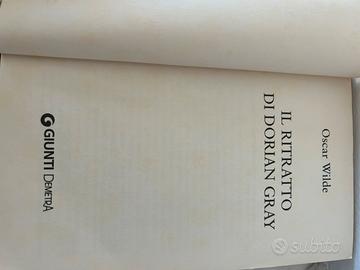 Oscar Wilde
IL RITRATTO
DI DORIAN GRAY
GIUNTI DEMETRA
subito